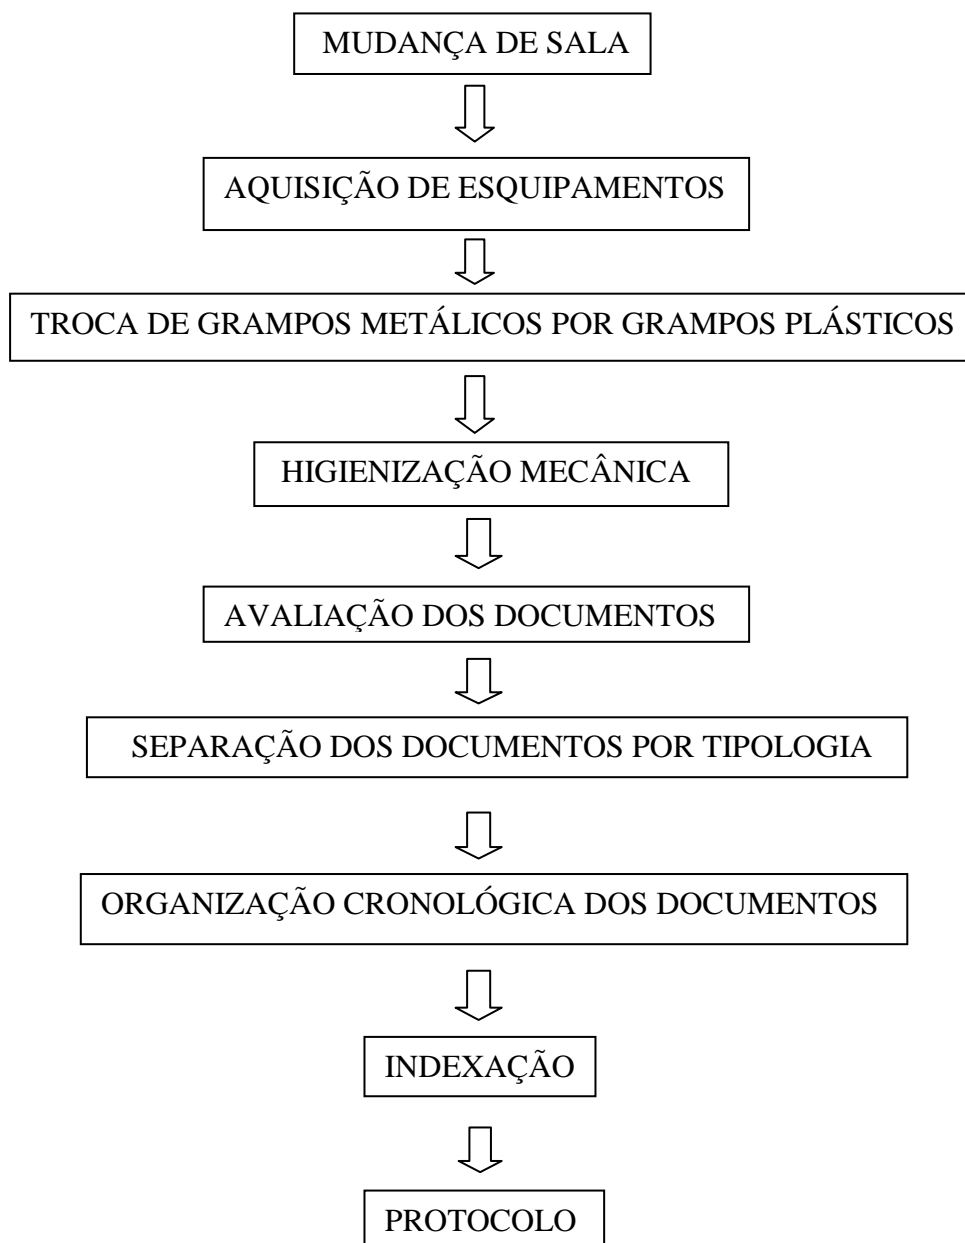 MUDANÇA DE SALA
AQUISIÇÃO DE ESQUIPAMENTOS
TROCA DE GRAMPOS METÁLICOS POR GRAMPOS PLÁSTICOS
HIGIENIZAÇÃO MECÂNICA
AVALIAÇÃO DOS DOCUMENTOS
SEPARAÇÃO DOS DOCUMENTOS POR TIPOLOGIA
ORGANIZAÇÃO CRONOLÓGICA DOS DOCUMENTOS
INDEXAÇÃO
PROTOCOLO